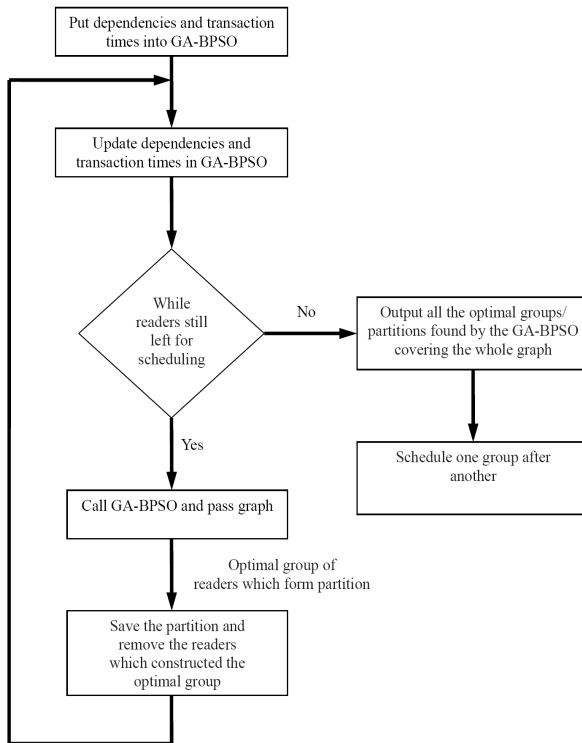 Put dependencies and transaction
times into GA-BPSO
Update dependencies and
transaction times in GA-BPSO
While
readers still
left for
scheduling
No
Output all the optimal groups/
partitions found by the GA-BPSO
covering the whole graph
Schedule one group after
another
Yes
Call GA-BPSO and pass graph
Optimal group of
readers which form partition
Save the partition and
remove the readers
which constructed the
optimal group